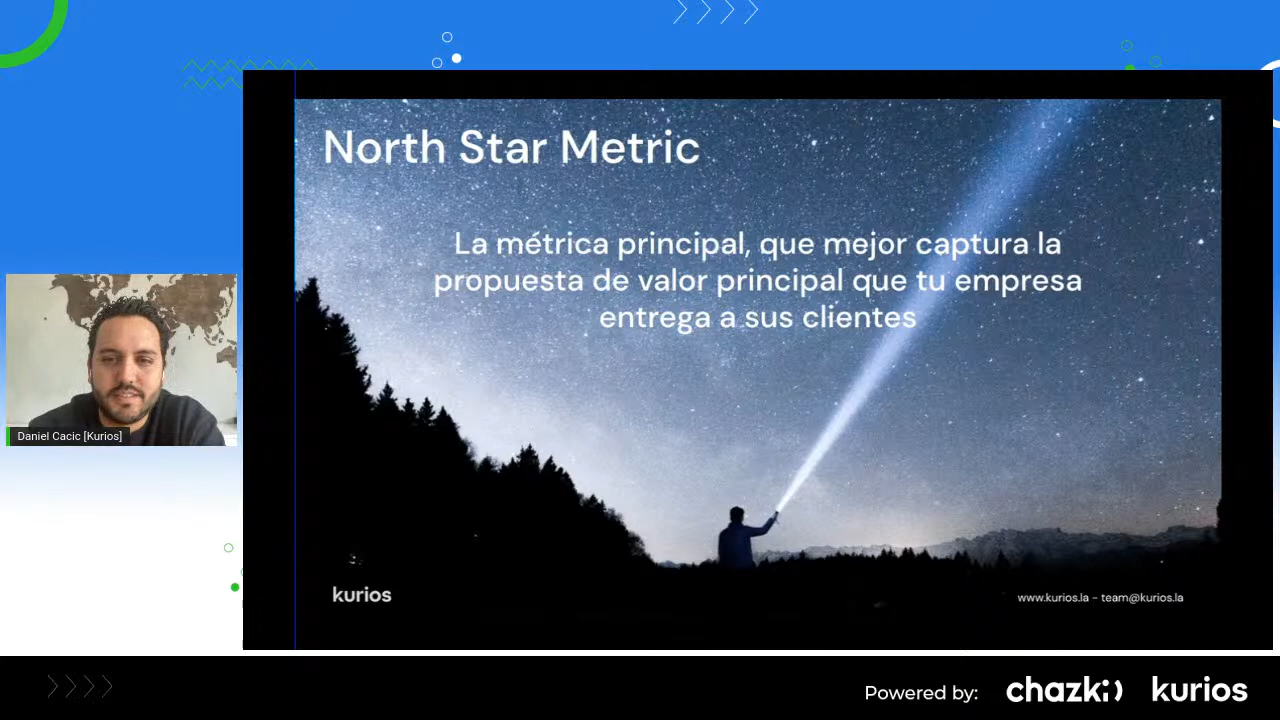 North Star Metric
La métrica principal, que mejor captura la
propuesta de valor principal que tu empresa
entrega a sus clientes
Daniel Cacic [Kurios]
kurios
www.kurios.la - team@kurios.la
Powered by:
chazki
kurios